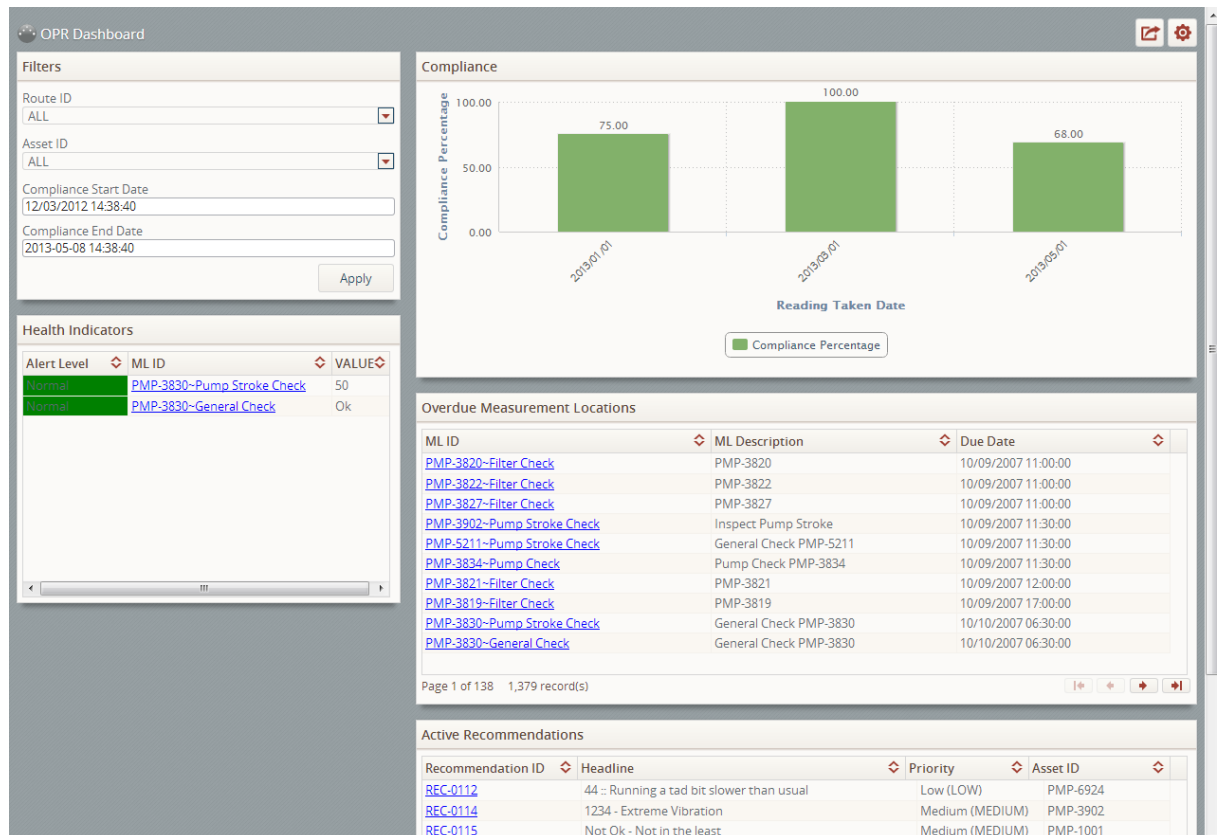 OPR Dashboard
Filters
Route ID
ALL
Asset ID
ALL
Compliance Start Date
12/03/2012 14:38:40
Compliance End Date
2013-05-08 14:38:40
Apply
Health Indicators
Alert Level ML ID VALUE
Normal PMP-3830~Pump Stroke Check 50
Normal PMP-3830~General Check Ok
Compliance
Compliance Percentage
100.00
50.00
0.00
75.00
100.00
68.00
2013/01/01
2013/03/01
2013/05/01
Reading Taken Date
Compliance Percentage
Overdue Measurement Locations
ML ID ML Description Due Date
PMP-3820~Filter Check PMP-3820 10/09/2007 11:00:00
PMP-3822~Filter Check PMP-3822 10/09/2007 11:00:00
PMP-3827~Filter Check PMP-3827 10/09/2007 11:00:00
PMP-3902~Pump Stroke Check Inspect Pump Stroke 10/09/2007 11:30:00
PMP-5211~Pump Stroke Check General Check PMP-5211 10/09/2007 11:30:00
PMP-3834~Pump Check Pump Check PMP-3834 10/09/2007 11:30:00
PMP-3821~Filter Check PMP-3821 10/09/2007 12:00:00
PMP-3819~Filter Check PMP-3819 10/09/2007 17:00:00
PMP-3830~Pump Stroke Check General Check PMP-3830 10/10/2007 06:30:00
PMP-3830~General Check General Check PMP-3830 10/10/2007 06:30:00
Page 1 of 138 1,379 record(s)
Active Recommendations
Recommendation ID Headline Priority Asset ID
REC-0112 44 :: Running a tad bit slower than usual Low (LOW) PMP-6924
REC-0114 1234 - Extreme Vibration Medium (MEDIUM) PMP-3902
REC-0115 Not Ok - Not in the least Medium (MEDIUM) PMP-1001